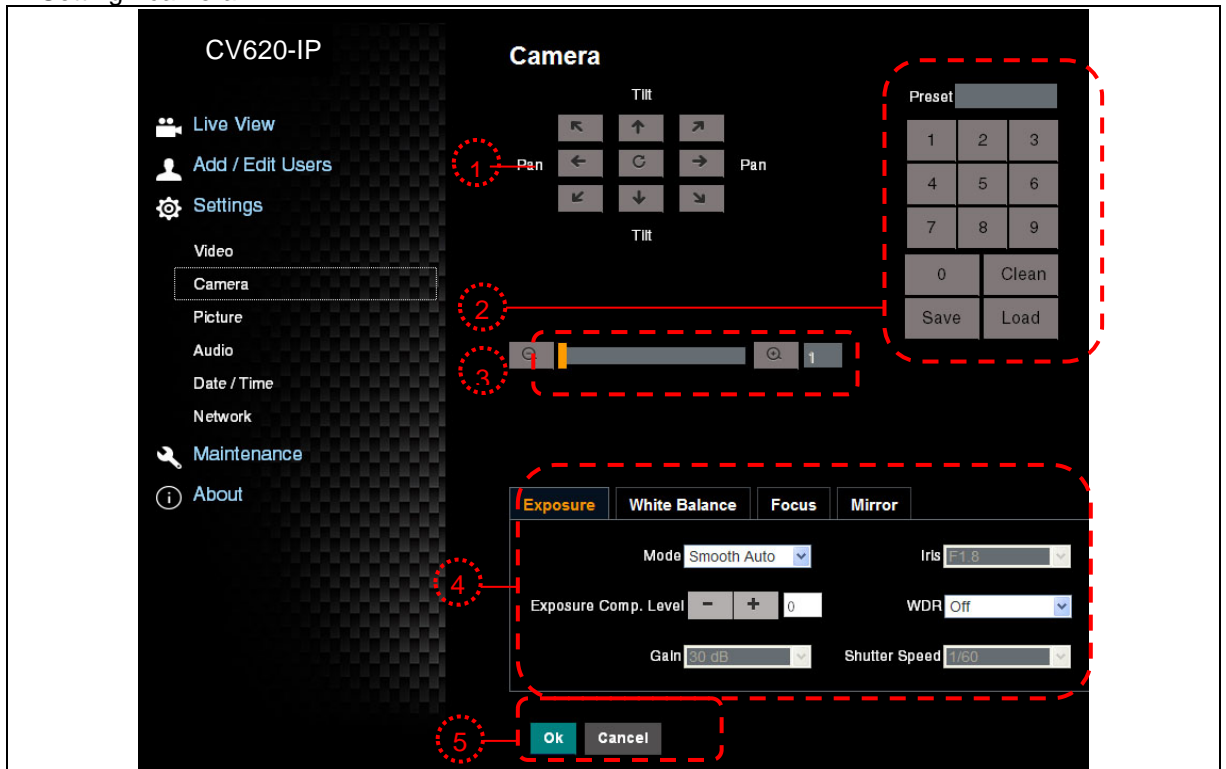 CV620-IP
Live View
Add / Edit Users
Settings
Video
Camera
Picture
Audio
Date / Time
Network
Maintenance
About
Camera
Tilt
Pan
Pan
Tilt
1
2
3
4
5
Preset
1 2 3
4 5 6
7 8 9
0 Clean
Save Load
1
Exposure White Balance Focus Mirror
Mode Smooth Auto Iris F1.8
Exposure Comp. Level - + 0 WDR Off
Gain 30 dB Shutter Speed 1/60
Ok Cancel